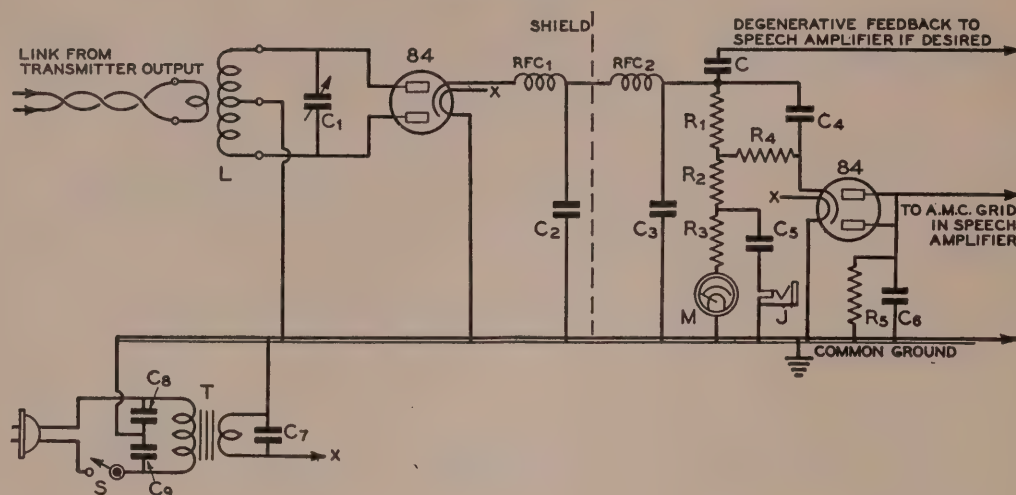 SHIELD
DEGENERATIVE FEEDBACK TO
SPEECH AMPLIFIER IF DESIRED
LINK FROM
TRANSMITTER OUTPUT
84
RFC1
RFC2
C
X
C1
L
R1
R4
C4
R2
84
X
C2
C3
R3
C5
TO A.M.C. GRID
IN SPEECH
AMPLIFIER
M
J
R5
C6
COMMON GROUND
C8
T
C7
X
S
C9